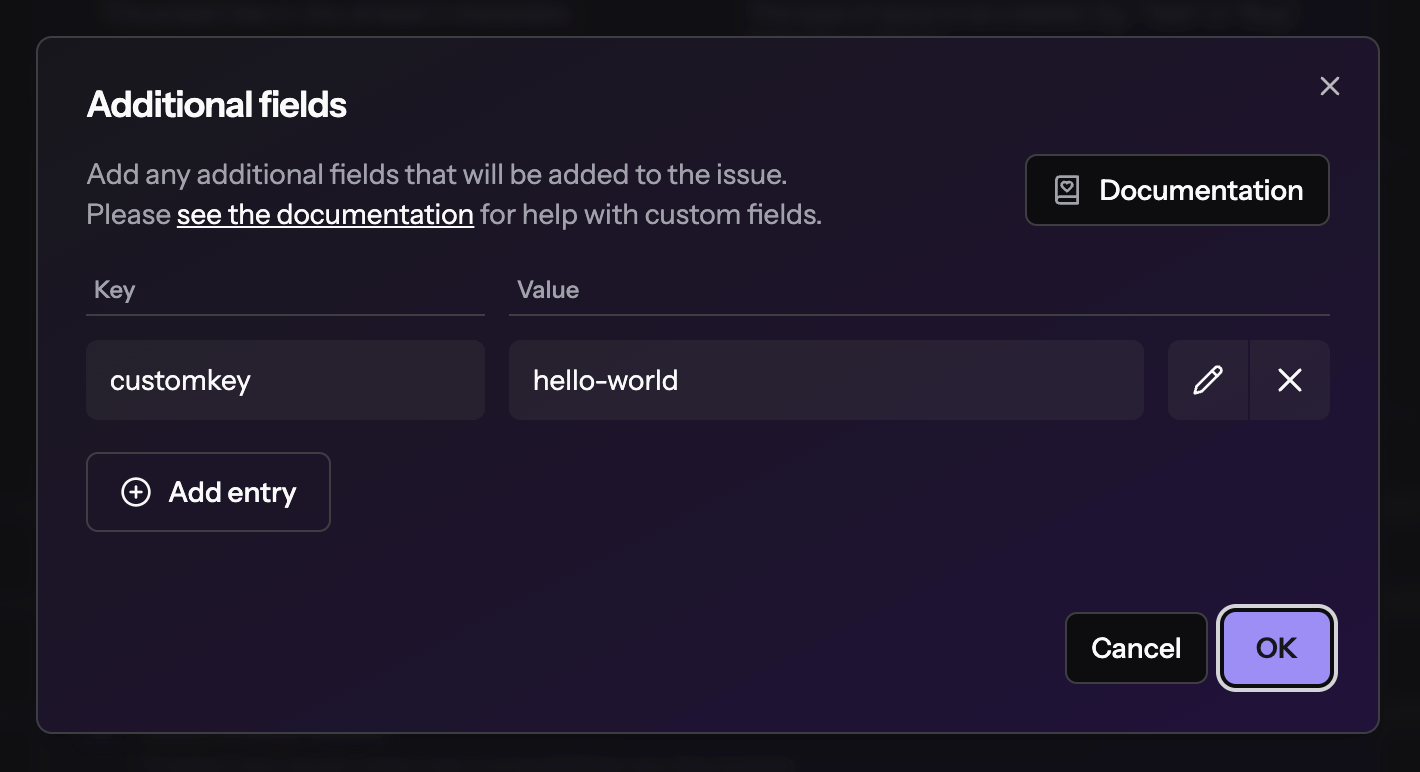 Additional fields
Add any additional fields that will be added to the issue.
Please see the documentation for help with custom fields.
Documentation
Key
Value
customkey
hello-world
Add entry
Cancel
OK